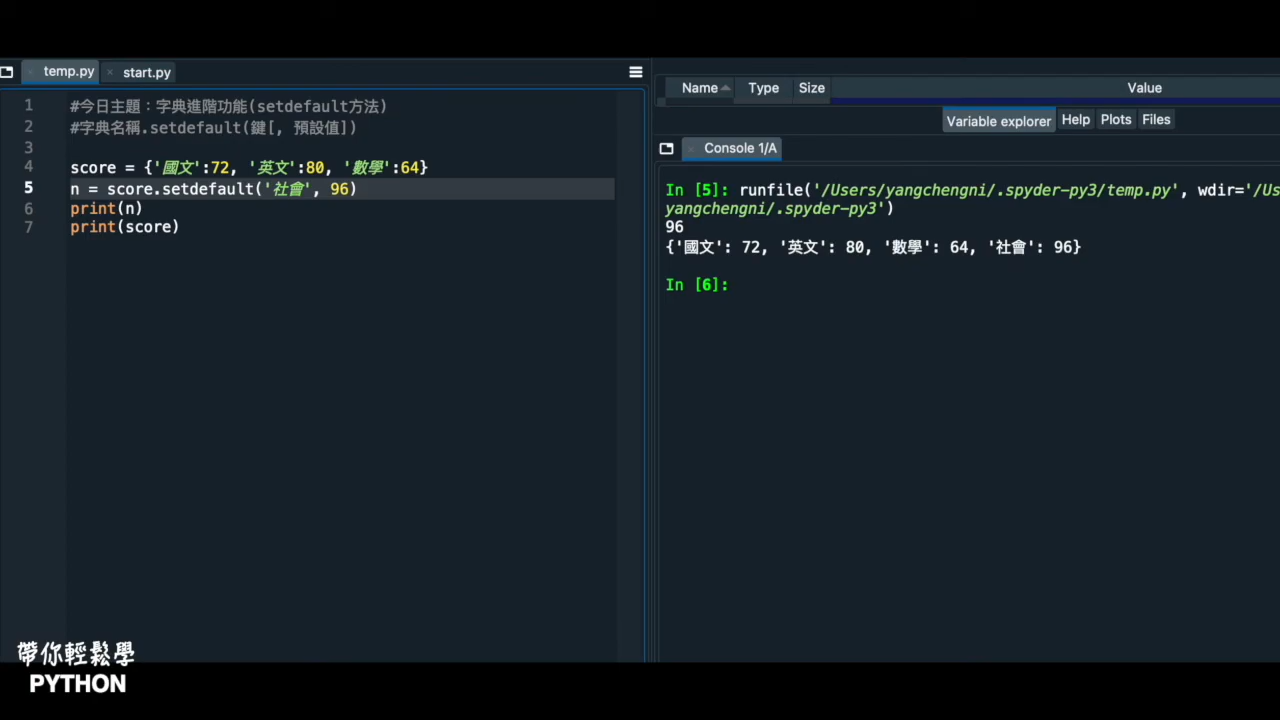 temp.py
start.py
1 #今日主題：字典進階功能(setdefault方法)
2 #字典名稱.setdefault(鍵[, 預設值])
3
4 score = {'國文':72, '英文':80, '數學':64}
5 n = score.setdefault('社會', 96)
6 print(n)
7 print(score)
Name Type Size Value
Variable explorer Help Plots Files
Console 1/A
In [5]: runfile('/Users/yangchengni/.spyder-py3/temp.py', wdir='/Us
yangchengni/.spyder-py3')
96
{'國文': 72, '英文': 80, '數學': 64, '社會': 96}
In [6]:
帶你輕鬆學
PYTHON